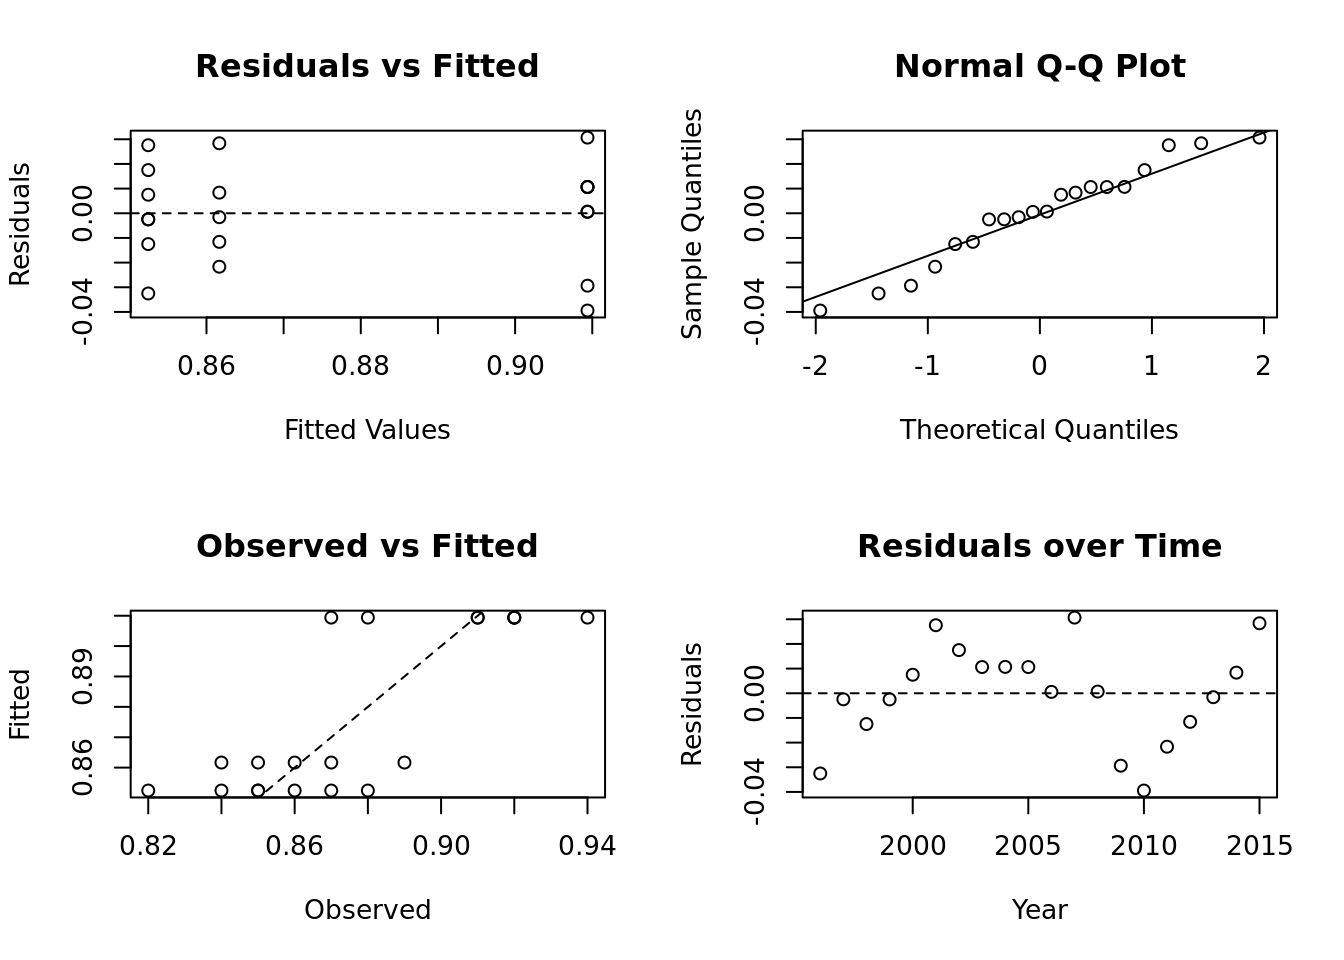 Residuals vs Fitted
Residuals
0.00
-0.04
0.86
0.88
0.90
Fitted Values
Normal Q-Q Plot
Sample Quantiles
0.00
-0.04
-2
-1
0
1
2
Theoretical Quantiles
Observed vs Fitted
Fitted
0.89
0.86
0.82
0.86
0.90
0.94
Observed
Residuals over Time
Residuals
0.00
-0.04
2000
2005
2010
2015
Year